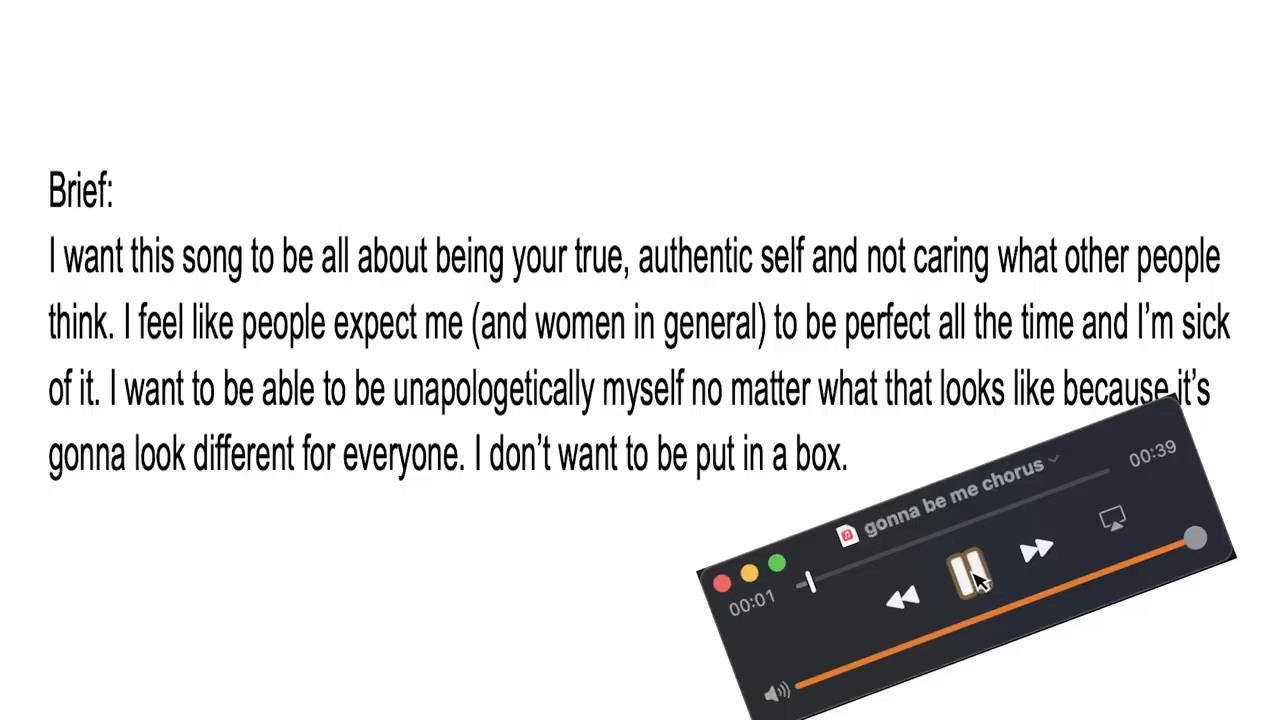 Brief:
I want this song to be all about being your true, authentic self and not caring what other people
think. I feel like people expect me (and women in general) to be perfect all the time and I’m sick
of it. I want to be able to be unapologetically myself no matter what that looks like because it’s
gonna look different for everyone. I don’t want to be put in a box.
gonna be me chorus
00:01
00:39